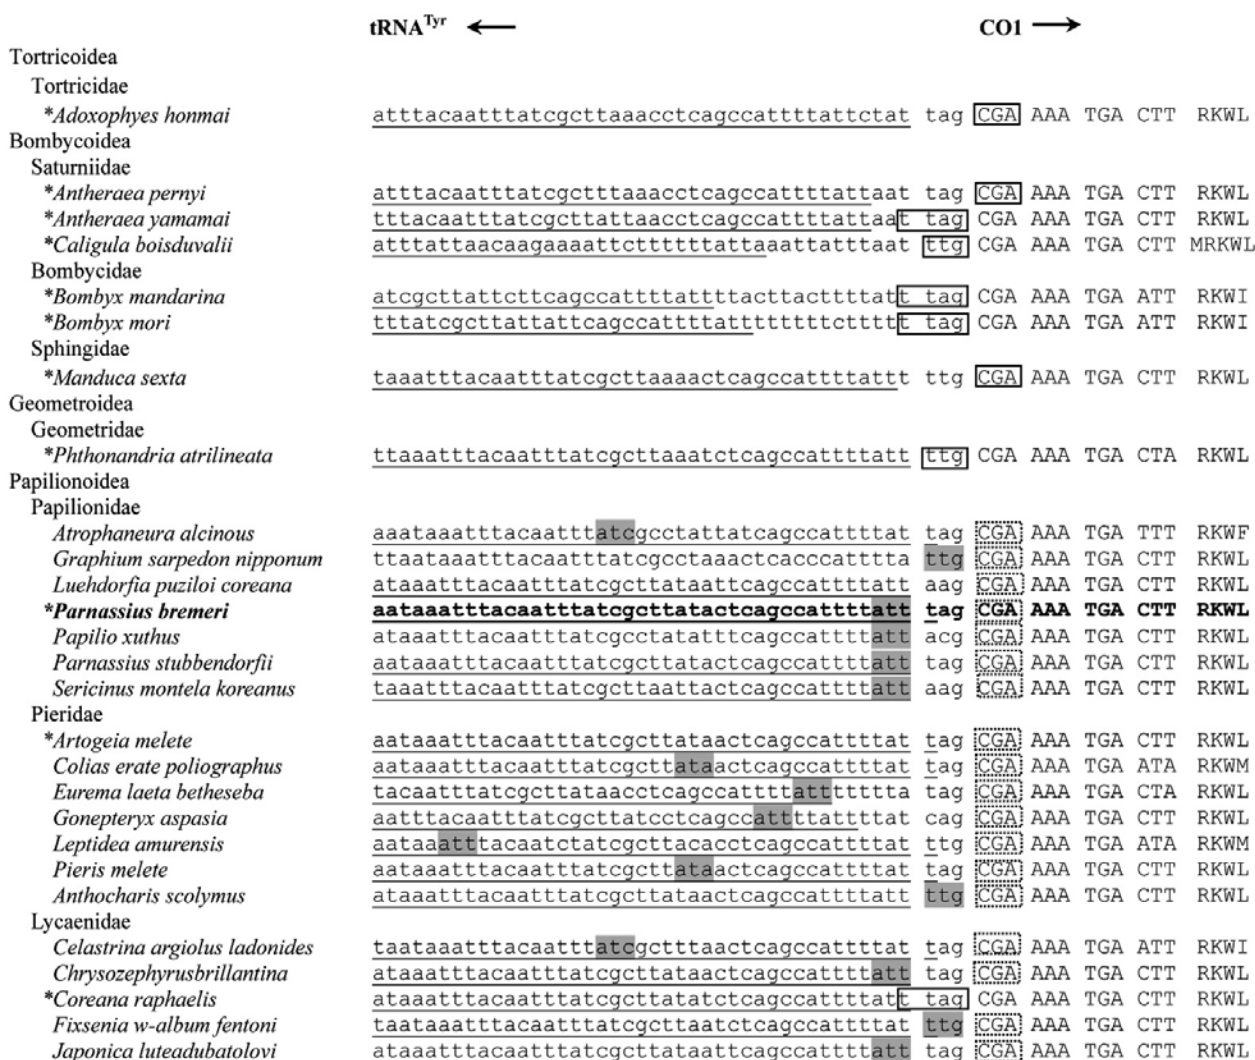 tRNATyr ← CO1 →
Tortricoidea
Tortricidae
*Adoxophyes honmai atttacaatttatcgcttaaacctcagccattttattctat tag CGA AAA TGA CTT RKWL
Bombycoidea
Saturniidae
*Antheraea pernyi atttacaatttatcgctttaaacctcagccattttattaat tag CGA AAA TGA CTT RKWL
*Antheraea yamamai tttacaatttatcgcttattaacctcagccattttattaat tag CGA AAA TGA CTT RKWL
*Caligula boisduvalii atttattaacaagaaaattctttttttattaaattatttaat ttg CGA AAA TGA CTT MRKWL
Bombycidae
*Bombyx mandarina atcgcttattcttcagccattttattttacttacttttatt tag CGA AAA TGA ATT RKWI
*Bombyx mori tttatcgcttattattcagccattttatttttttttcttttt tag CGA AAA TGA ATT RKWI
Sphingidae
*Manduca sexta taaatttacaatttatcgcttaaaactcagccattttattt ttg CGA AAA TGA CTT RKWL
Geometroidea
Geometridae
*Phthonandria atrilineata ttaaatttacaatttatcgcttaaatctcagccattttatt ttg CGA AAA TGA CTA RKWL
Papilionoidea
Papilionidae
Atrophaneura alcinous aaataaatttacaatttatcgcctattatcagccattttat tag CGA AAA TGA TTT RKWF
Graphium sarpedon nipponum ttaataaatttacaatttatcgcctaaactcacccatttta ttg CGA AAA TGA CTT RKWL
Luehdorfia puziloi coreana ataaatttacaatttatcgcttataattcagccattttatt aag CGA AAA TGA CTT RKWL
*Parnassius bremeri aataaatttacaatttatcgcttatactcagccattttatt tag CGA AAA TGA CTT RKWL
Papilio xuthus ataaatttacaatttatcgcctatatttcagccattttatt acg CGA AAA TGA CTT RKWL
Parnassius stubbendorfii aataaatttacaatttatcgcttatactcagccattttatt tag CGA AAA TGA CTT RKWL
Sericinus montela koreanus taaatttacaatttatcgcttaattactcagccattttatt aag CGA AAA TGA CTT RKWL
Pieridae
*Artogeia melete aataaatttacaatttatcgcttataactcagccattttat tag CGA AAA TGA CTT RKWL
Colias erate poliographus aataaatttacaatttatcgcttataactcagccattttat tag CGA AAA TGA ATA RKWM
Eurema laeta betheseba tacaatttatcgcttataacctcagccattttatttttta tag CGA AAA TGA CTA RKWL
Gonepteryx aspasia aatttacaatttatcgcttatcctcagccattttattttat cag CGA AAA TGA CTT RKWL
Leptidea amurensis aataaatttacaatctatcgcttacacctcagccattttat ttg CGA AAA TGA ATA RKWM
Pieris melete aataaatttacaatttatcgcttataactcagccattttat tag CGA AAA TGA CTT RKWL
Anthocharis scolymus ataaatttacaatttatcgcttataactcagccattttatt ttg CGA AAA TGA CTT RKWL
Lycaenidae
Celastrina argiolus ladonides taataaatttacaatttatcgctttaactcagccattttat tag CGA AAA TGA ATT RKWI
Chrysozephyrusbrillantina ataaatttacaatttatcgcttaaactcagccattttatt tag CGA AAA TGA CTT RKWL
*Coreana raphaelis ataaatttacaatttatcgcttatatctcagccattttatt tag CGA AAA TGA CTT RKWL
Fixsenia w-album fentoni taataaatttacaatttatcgcttaatctcagccattttat ttg CGA AAA TGA CTT RKWL
Japonica luteadubatolovi ataaatttacaatttatcgcttataactcagccattttatt tag CGA AAA TGA CTT RKWL